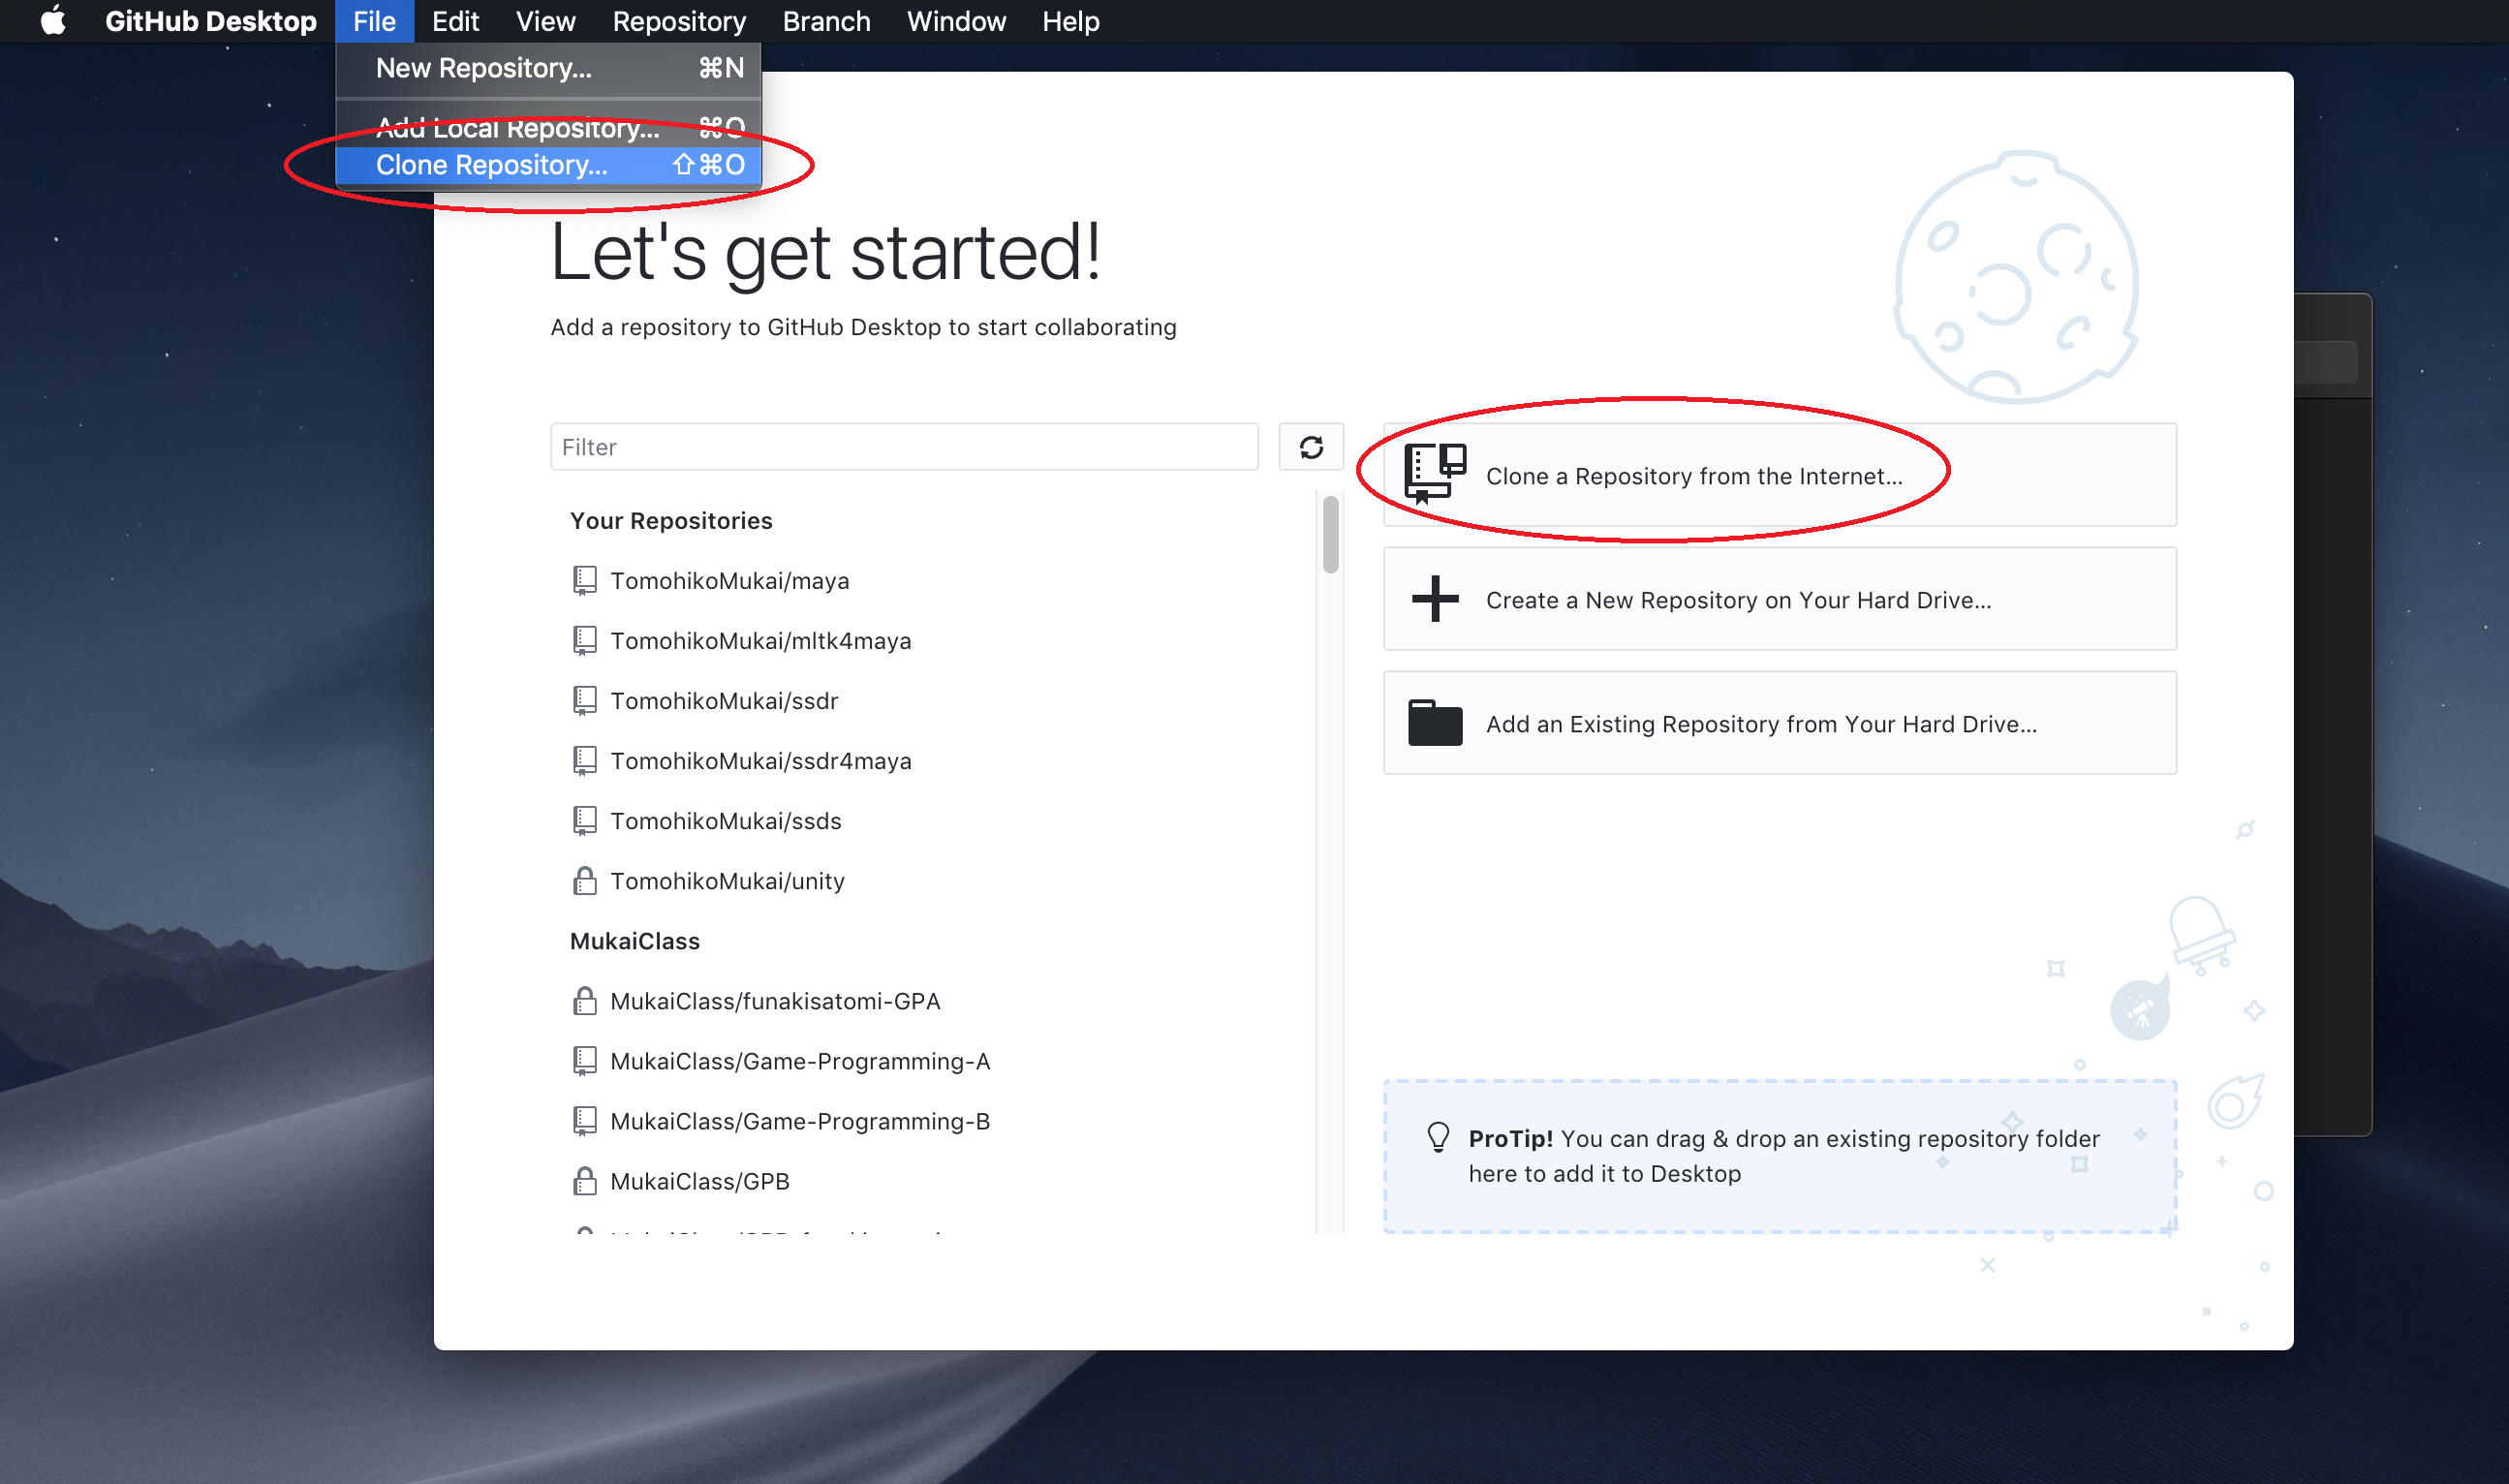 GitHub Desktop File Edit View Repository Branch Window Help
New Repository... ⌘N
Add Local Repository... ⌘O
Clone Repository... ⇧⌘O
Let's get started!
Add a repository to GitHub Desktop to start collaborating
Filter
Your Repositories
TomohikoMukai/maya
TomohikoMukai/mltk4maya
TomohikoMukai/ssdr
TomohikoMukai/ssdr4maya
TomohikoMukai/ssds
TomohikoMukai/unity
MukaiClass
MukaiClass/funakisatomi-GPA
MukaiClass/Game-Programming-A
MukaiClass/Game-Programming-B
MukaiClass/GPB
Clone a Repository from the Internet...
Create a New Repository on Your Hard Drive...
Add an Existing Repository from Your Hard Drive...
ProTip! You can drag & drop an existing repository folder
here to add it to Desktop